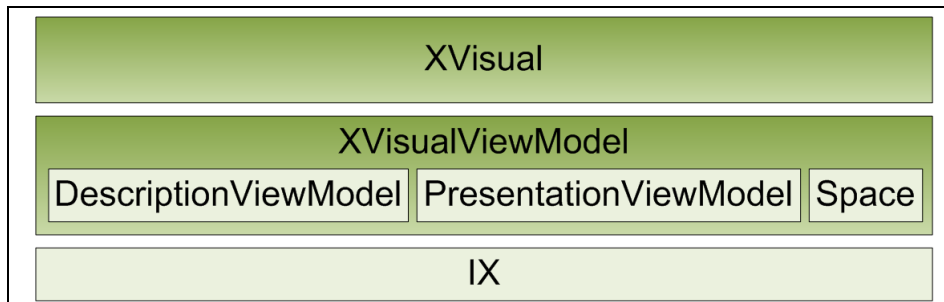 XVisual
XVisualViewModel
DescriptionViewModel PresentationViewModel Space
IX